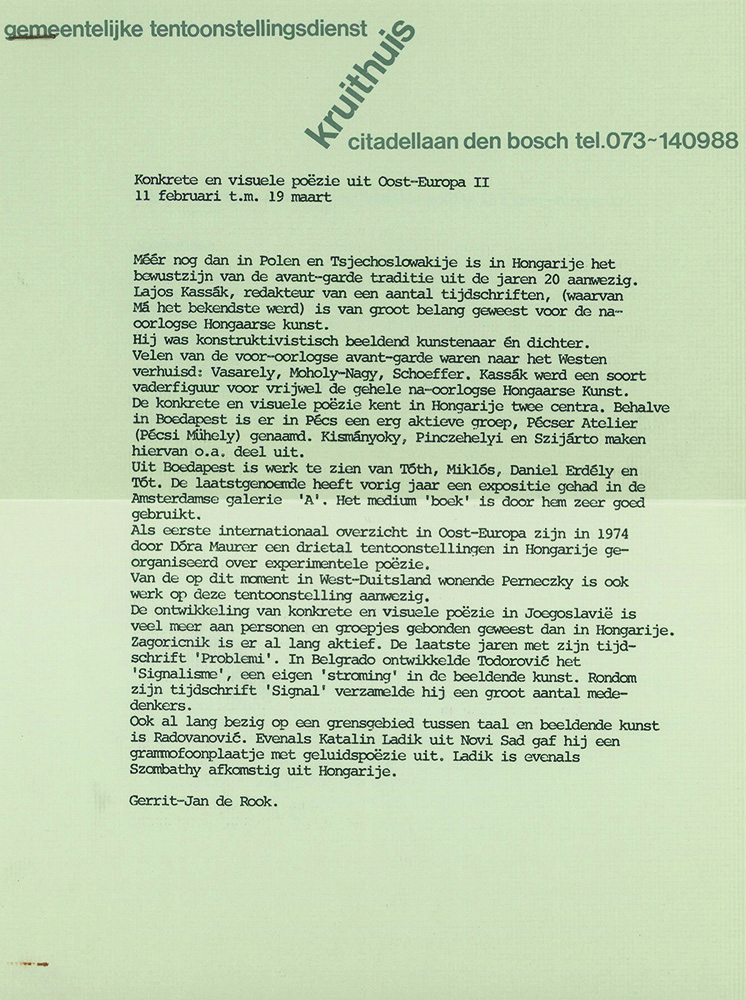 gemeentelijke tentoonstellingsdienst
kruithuis
citadellaan den bosch tel.073~140988
Konkrete en visuele poëzie uit Oost-Europa II
11 februari t.m. 19 maart
Méér nog dan in Polen en Tsjechoslowakije is in Hongarije het
bewustzijn van de avant-garde traditie uit de jaren 20 aanwezig.
Lajos Kassák, redakteur van een aantal tijdschriften, (waarvan
Má het bekendste werd) is van groot belang geweest voor de na-
oorlogse Hongaarse kunst.
Hij was konstruktivistisch beeldend kunstenaar én dichter.
Velen van de voor-oorlogse avant-garde waren naar het Westen
verhuisd: Vasarely, Moholy-Nagy, Schoeffer. Kassák werd een soort
vaderfiguur voor vrijwel de gehele na-oorlogse Hongaarse Kunst.
De konkrete en visuele poëzie kent in Hongarije twee centra. Behalve
in Boedapest is er in Pécs een erg aktieve groep, Pécser Atelier
(Pécsi Mühely) genaamd. Kismányoky, Pinczehelyi en Szijárto maken
hiervan o.a. deel uit.
Uit Boedapest is werk te zien van Tóth, Miklós, Daniel Erdély en
Tót. De laatstgenoemde heeft vorig jaar een expositie gehad in de
Amsterdamse galerie 'A'. Het medium 'boek' is door hem zeer goed
gebruikt.
Als eerste internationaal overzicht in Oost-Europa zijn in 1974
door Dóra Maurer een drietal tentoonstellingen in Hongarije ge-
organiseerd over experimentele poëzie.
Van de op dit moment in West-Duitsland wonende Perneczky is ook
werk op deze tentoonstelling aanwezig.
De ontwikkeling van konkrete en visuele poëzie in Joegoslavië is
veel meer aan personen en groepjes gebonden geweest dan in Hongarije.
Zagoricnik is er al lang aktief. De laatste jaren met zijn tijd-
schrift 'Problemi'. In Belgrado ontwikkelde Todorović het
'Signalisme', een eigen 'stroming' in de beeldende kunst. Rondom
zijn tijdschrift 'Signal' verzamelde hij een groot aantal mede-
denkers.
Ook al lang bezig op een grensgebied tussen taal en beeldende kunst
is Radovanović. Evenals Katalin Ladik uit Novi Sad gaf hij een
grammofoonplaatje met geluidspoëzie uit. Ladik is evenals
Szombathy afkomstig uit Hongarije.
Gerrit-Jan de Rook.